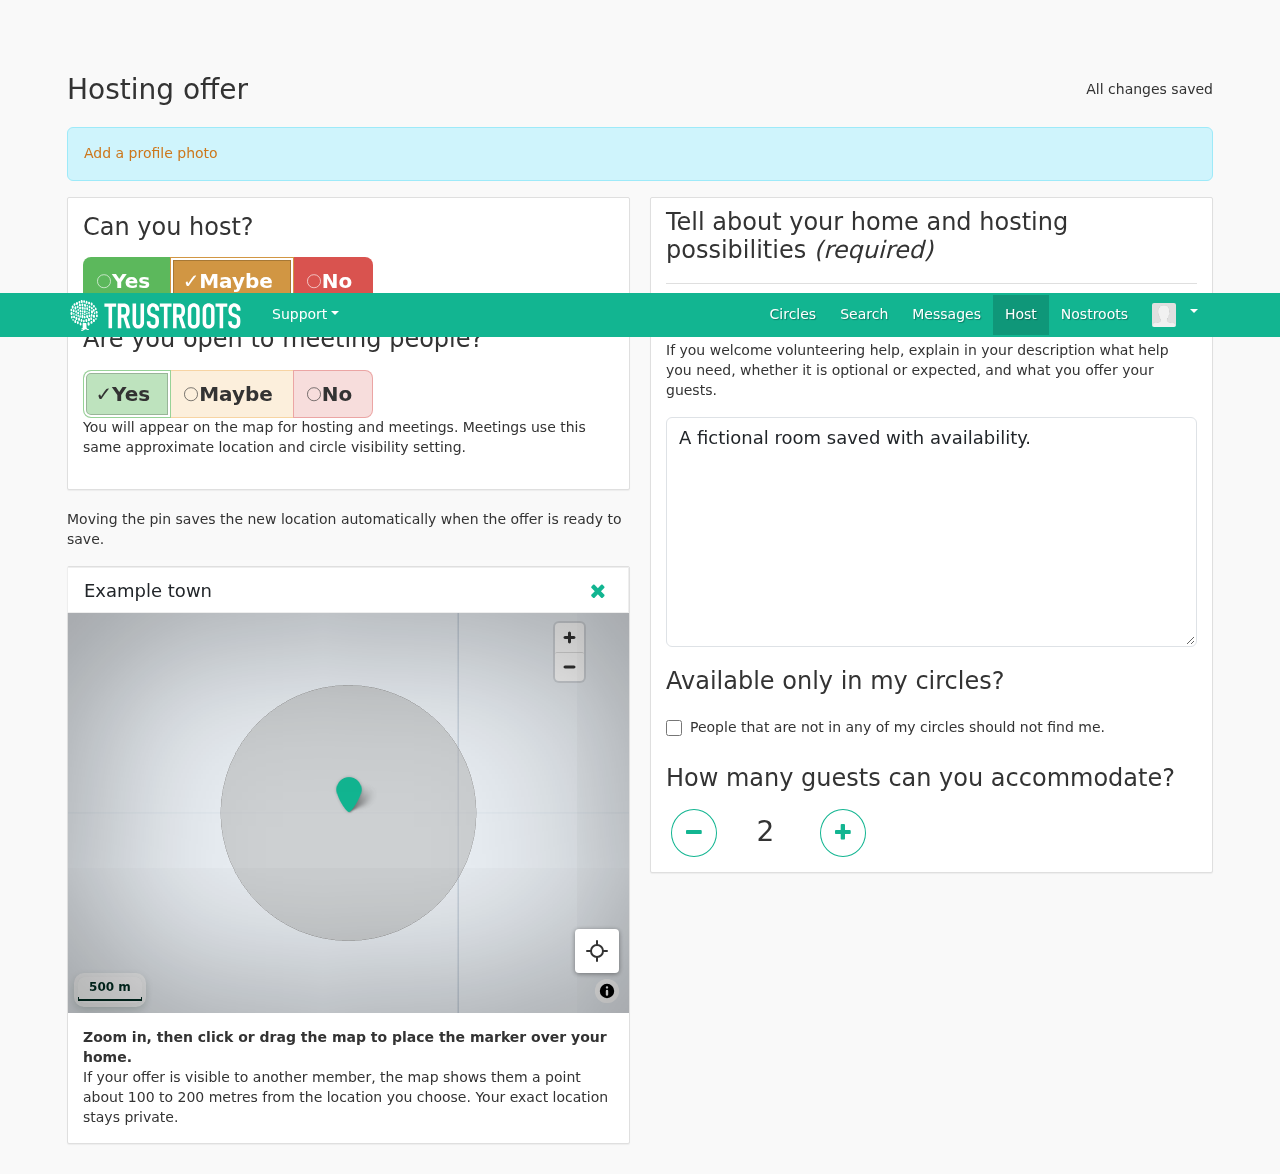 Hosting offer
All changes saved
Add a profile photo
Can you host?
Yes
Maybe
No
TRUSTROOTS
Support
Circles
Search
Messages
Host
Nostroots
Are you open to meeting people?
Yes
Maybe
No
You will appear on the map for hosting and meetings. Meetings use this
same approximate location and circle visibility setting.
Moving the pin saves the new location automatically when the offer is ready to
save.
Example town
500 m
Zoom in, then click or drag the map to place the marker over your
home.
If your offer is visible to another member, the map shows them a point
about 100 to 200 metres from the location you choose. Your exact location
stays private.
Tell about your home and hosting
possibilities (required)
If you welcome volunteering help, explain in your description what help
you need, whether it is optional or expected, and what you offer your
guests.
A fictional room saved with availability.
Available only in my circles?
People that are not in any of my circles should not find me.
How many guests can you accommodate?
2